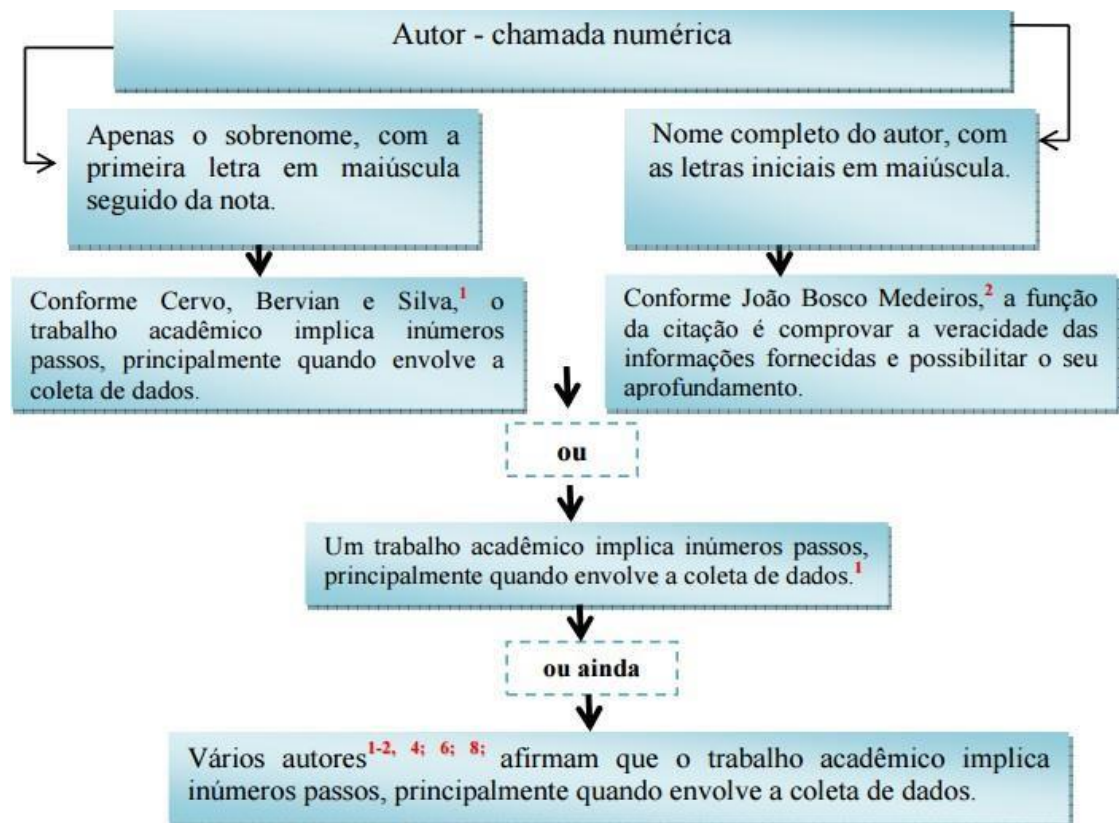 Autor - chamada numérica
Apenas o sobrenome, com a
primeira letra em maiúscula
seguido da nota.
Nome completo do autor, com
as letras iniciais em maiúscula.
Conforme Cervo, Bervian e Silva,1 o
trabalho acadêmico implica inúmeros
passos, principalmente quando envolve a
coleta de dados.
Conforme João Bosco Medeiros,2 a função
da citação é comprovar a veracidade das
informações fornecidas e possibilitar o seu
aprofundamento.
ou
Um trabalho acadêmico implica inúmeros passos,
principalmente quando envolve a coleta de dados.1
ou ainda
Vários autores1-2, 4; 6; 8; afirmam que o trabalho acadêmico implica
inúmeros passos, principalmente quando envolve a coleta de dados.